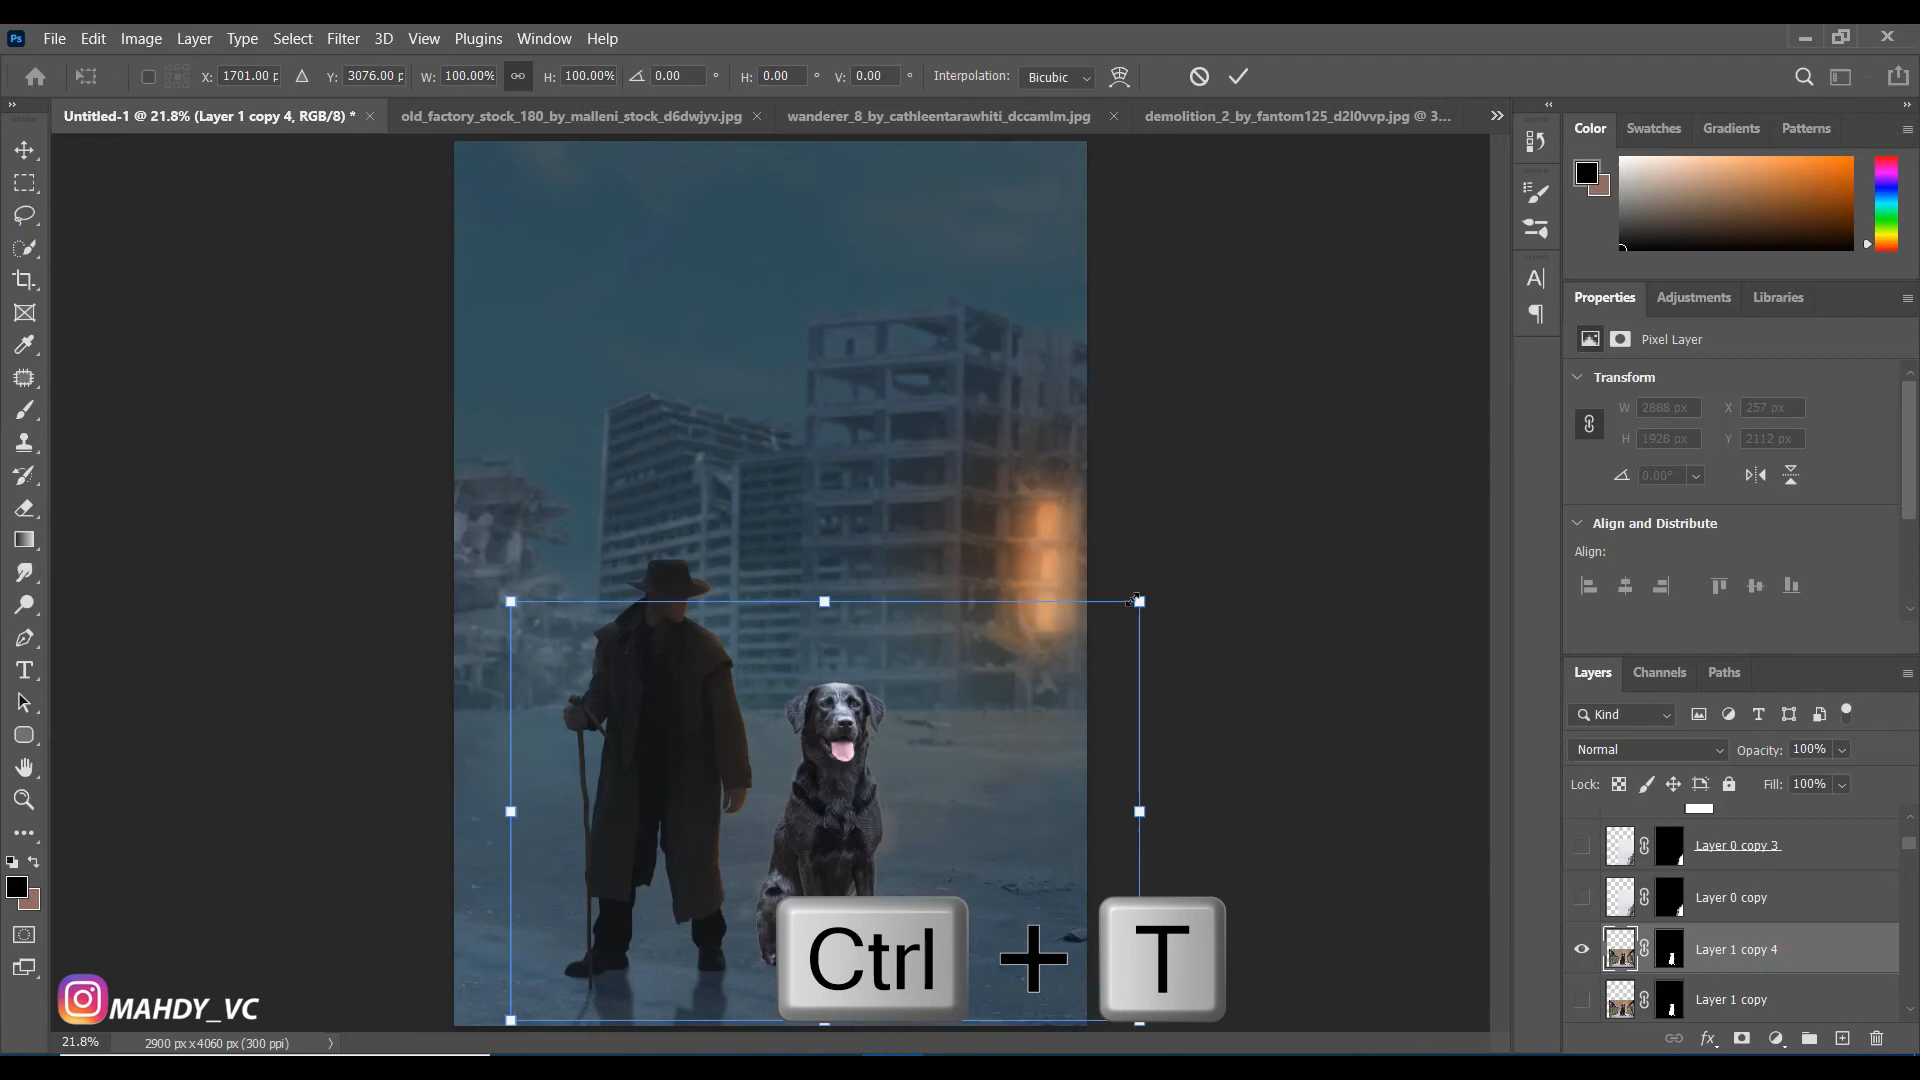 Ps File Edit Image Layer Type Select Filter 3D View Plugins Window Help
X: 1701.00 p Y: 3076.00 p W: 100.00% H: 100.00% 0.00 ° H: 0.00 ° V: 0.00 ° Interpolation: Bicubic
Untitled-1 @ 21.8% (Layer 1 copy 4, RGB/8) * × old_factory_stock_180_by_malleni_stock_d6dwjyv.jpg × wanderer_8_by_cathleentarawhiti_dccamlm.jpg × demolition_2_by_fantom125_d2l0vvp.jpg @ 3...
Color Swatches Gradients Patterns
Properties Adjustments Libraries
Pixel Layer
Transform
W 2888 px X 257 px
H 1928 px Y 2112 px
0.00°
Align and Distribute
Align:
Layers Channels Paths
Kind
Normal Opacity: 100%
Lock: Fill: 100%
Layer 0 copy 3
Layer 0 copy
Layer 1 copy 4
Layer 1 copy
Ctrl + T
MAHDY_VC
21.8% 2900 px x 4060 px (300 ppi)